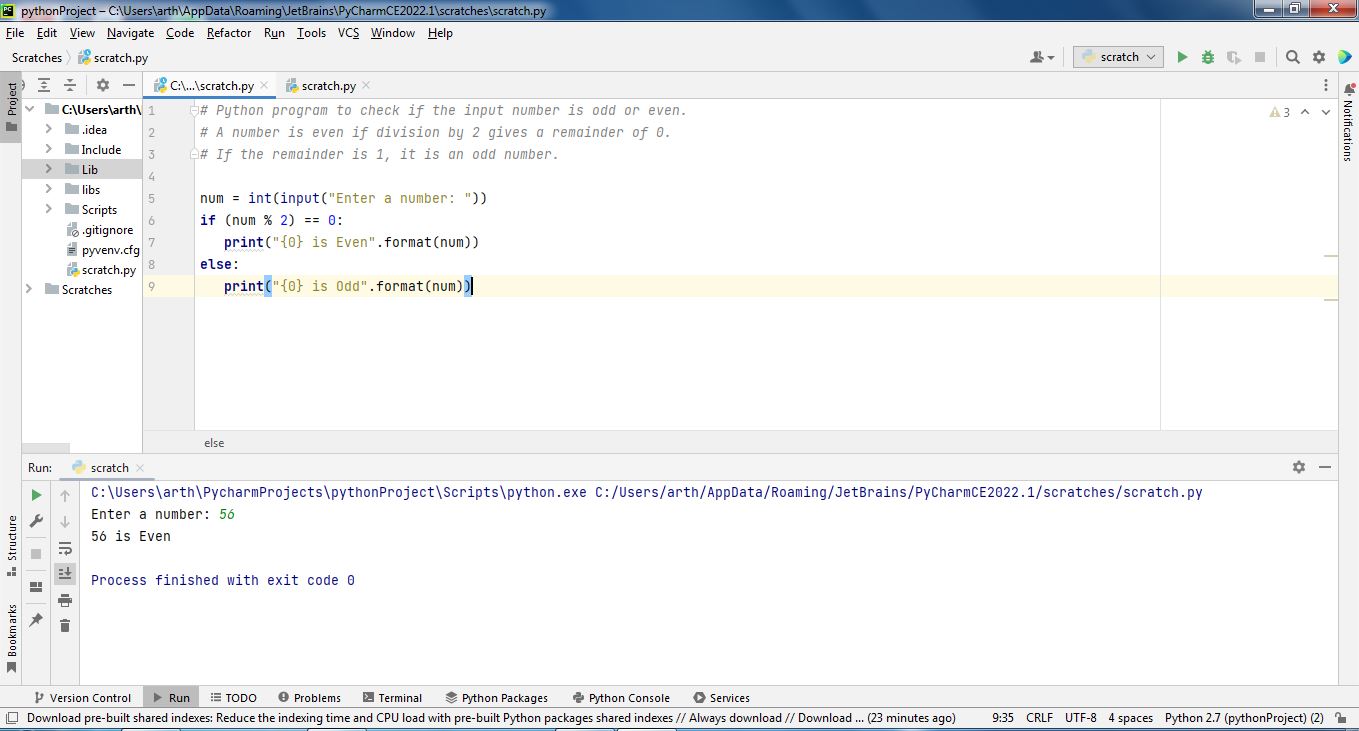 pythonProject – C:\Users\arth\AppData\Roaming\JetBrains\PyCharmCE2022.1\scratches\scratch.py
File Edit View Navigate Code Refactor Run Tools VCS Window Help
Scratches scratch.py
scratch
C:\...\scratch.py
scratch.py
Project
C:\Users\arth\
.idea
Include
Lib
libs
Scripts
.gitignore
pyvenv.cfg
scratch.py
Scratches
1 # Python program to check if the input number is odd or even.
2 # A number is even if division by 2 gives a remainder of 0.
3 # If the remainder is 1, it is an odd number.
4
5 num = int(input("Enter a number: "))
6 if (num % 2) == 0:
7 print("{0} is Even".format(num))
8 else:
9 print("{0} is Odd".format(num))
3
Notifications
else
Run: scratch
C:\Users\arth\PycharmProjects\pythonProject\Scripts\python.exe C:/Users/arth/AppData/Roaming/JetBrains/PyCharmCE2022.1/scratches/scratch.py
Enter a number: 56
56 is Even
Process finished with exit code 0
Structure
Bookmarks
Version Control Run TODO Problems Terminal Python Packages Python Console Services
Download pre-built shared indexes: Reduce the indexing time and CPU load with pre-built Python packages shared indexes // Always download // Download ... (23 minutes ago) 9:35 CRLF UTF-8 4 spaces Python 2.7 (pythonProject) (2)